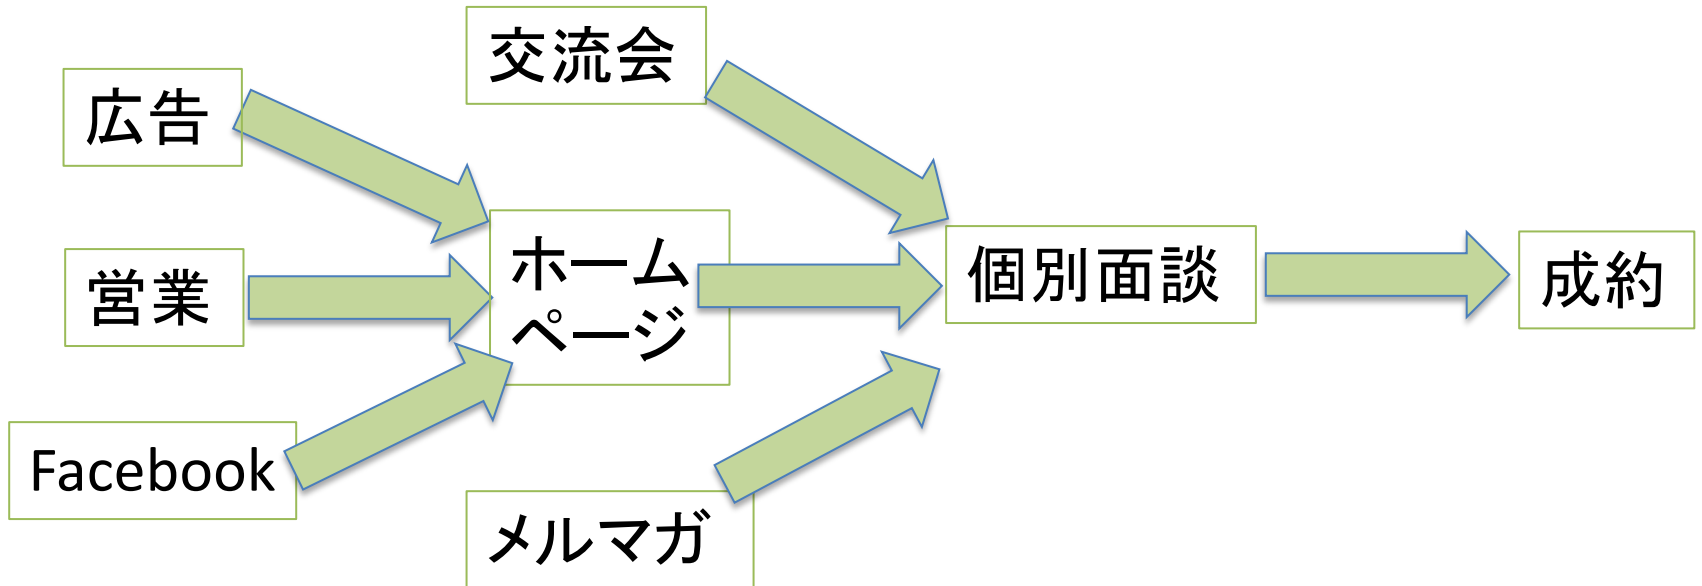 交流会
広告
ホーム
ページ
営業
個別面談
成約
Facebook
メルマガ